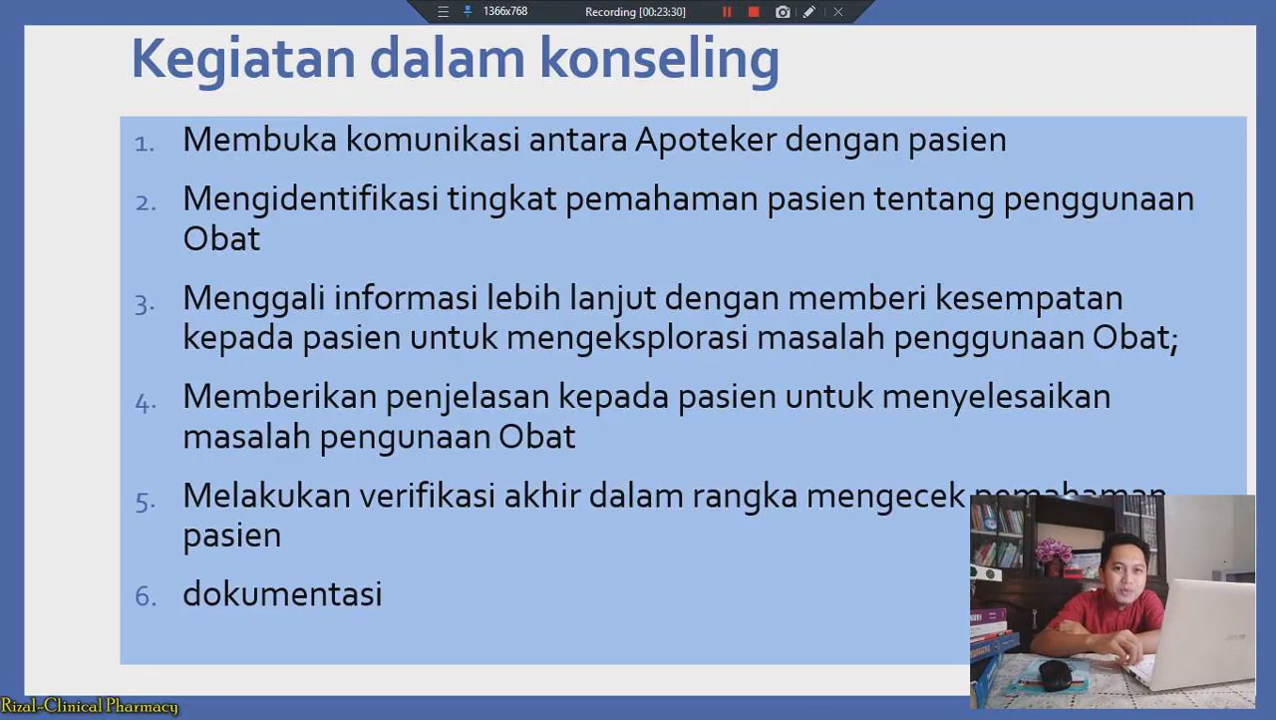 1366x768
Recording [00:23:30]
Kegiatan dalam konseling
1. Membuka komunikasi antara Apoteker dengan pasien
2. Mengidentifikasi tingkat pemahaman pasien tentang penggunaan
Obat
3. Menggali informasi lebih lanjut dengan memberi kesempatan
kepada pasien untuk mengeksplorasi masalah penggunaan Obat;
4. Memberikan penjelasan kepada pasien untuk menyelesaikan
masalah pengunaan Obat
5. Melakukan verifikasi akhir dalam rangka mengecek pemahaman
pasien
6. dokumentasi
Rizal-Clinical Pharmacy